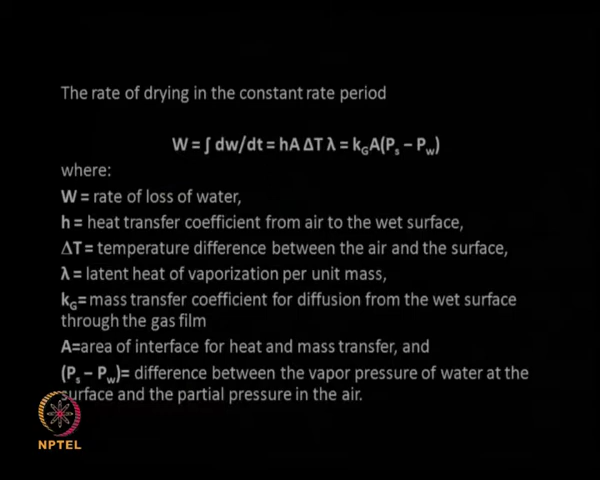 The rate of drying in the constant rate period
W = ∫ dw/dt = hA ΔT λ = kGA(Ps – Pw)
where:
W = rate of loss of water,
h = heat transfer coefficient from air to the wet surface,
ΔT= temperature difference between the air and the surface,
λ = latent heat of vaporization per unit mass,
kG=mass transfer coefficient for diffusion from the wet surface
through the gas film
A=area of interface for heat and mass transfer, and
(Ps – Pw)= difference between the vapor pressure of water at the
surface and the partial pressure in the air.
NPTEL